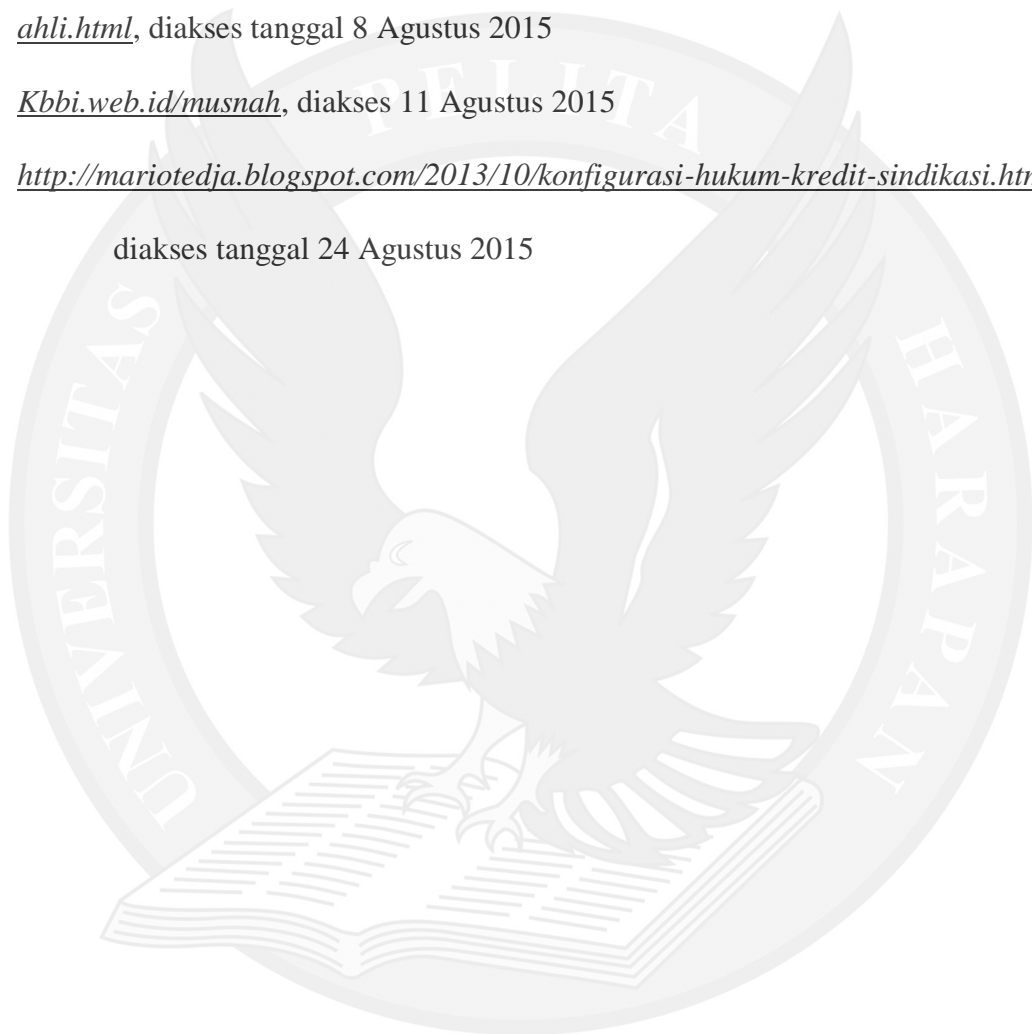 ahli.html, diakses tanggal 8 Agustus 2015
Kbbi.web.id/musnah, diakses 11 Agustus 2015
http://mariotedja.blogspot.com/2013/10/konfigurasi-hukum-kredit-sindikasi.htm
diakses tanggal 24 Agustus 2015
UNIVERSITAS PELITA HARAPAN